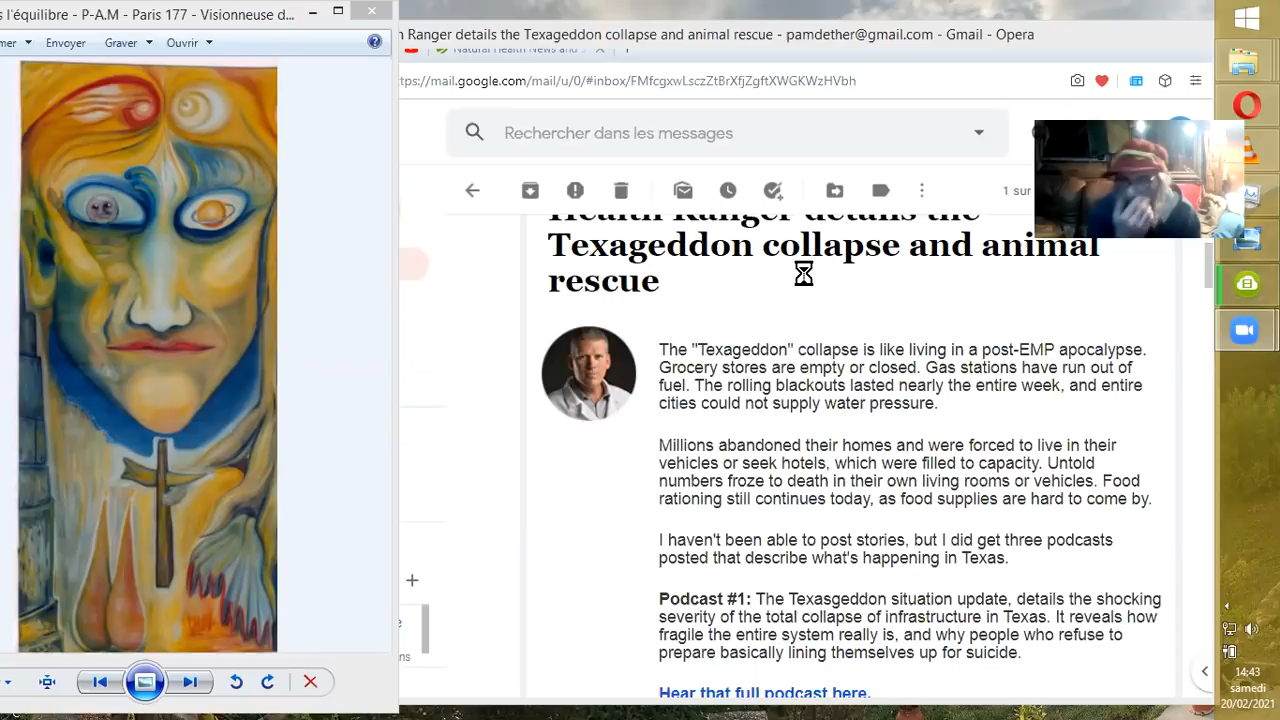 s l'équilibre - P-A-M - Paris 177 - Visionneuse d...
mer
Envoyer
Graver
Ouvrir
Ranger details the Texageddon collapse and animal rescue - pamdether@gmail.com - Gmail - Opera
Natural Health News and
ttps://mail.google.com/mail/u/0/#inbox/FMfcgxwLsczZtBrXfjZgftXWGKWzHVbh
Rechercher dans les messages
1 sur
Health Ranger details the
Texageddon collapse and animal
rescue
The "Texageddon" collapse is like living in a post-EMP apocalypse.
Grocery stores are empty or closed. Gas stations have run out of
fuel. The rolling blackouts lasted nearly the entire week, and entire
cities could not supply water pressure.
Millions abandoned their homes and were forced to live in their
vehicles or seek hotels, which were filled to capacity. Untold
numbers froze to death in their own living rooms or vehicles. Food
rationing still continues today, as food supplies are hard to come by.
I haven't been able to post stories, but I did get three podcasts
posted that describe what's happening in Texas.
Podcast #1: The Texasgeddon situation update, details the shocking
severity of the total collapse of infrastructure in Texas. It reveals how
fragile the entire system really is, and why people who refuse to
prepare basically lining themselves up for suicide.
Hear that full podcast here.
ns
14:43
samedi
20/02/2021